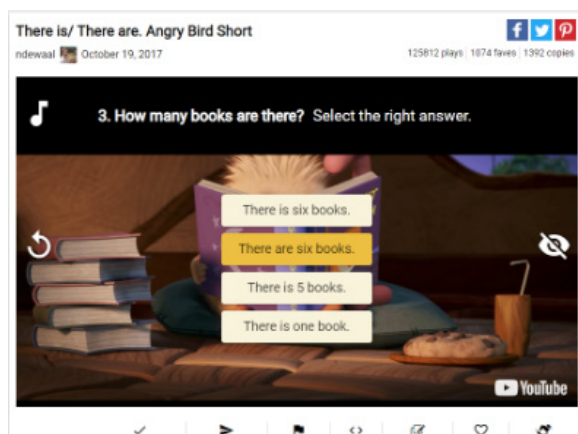 There is/ There are. Angry Bird Short
ndewaal October 19, 2017
125812 plays 1074 faves 1392 copies
3. How many books are there? Select the right answer.
There is six books.
There are six books.
There is 5 books.
There is one book.
YouTube